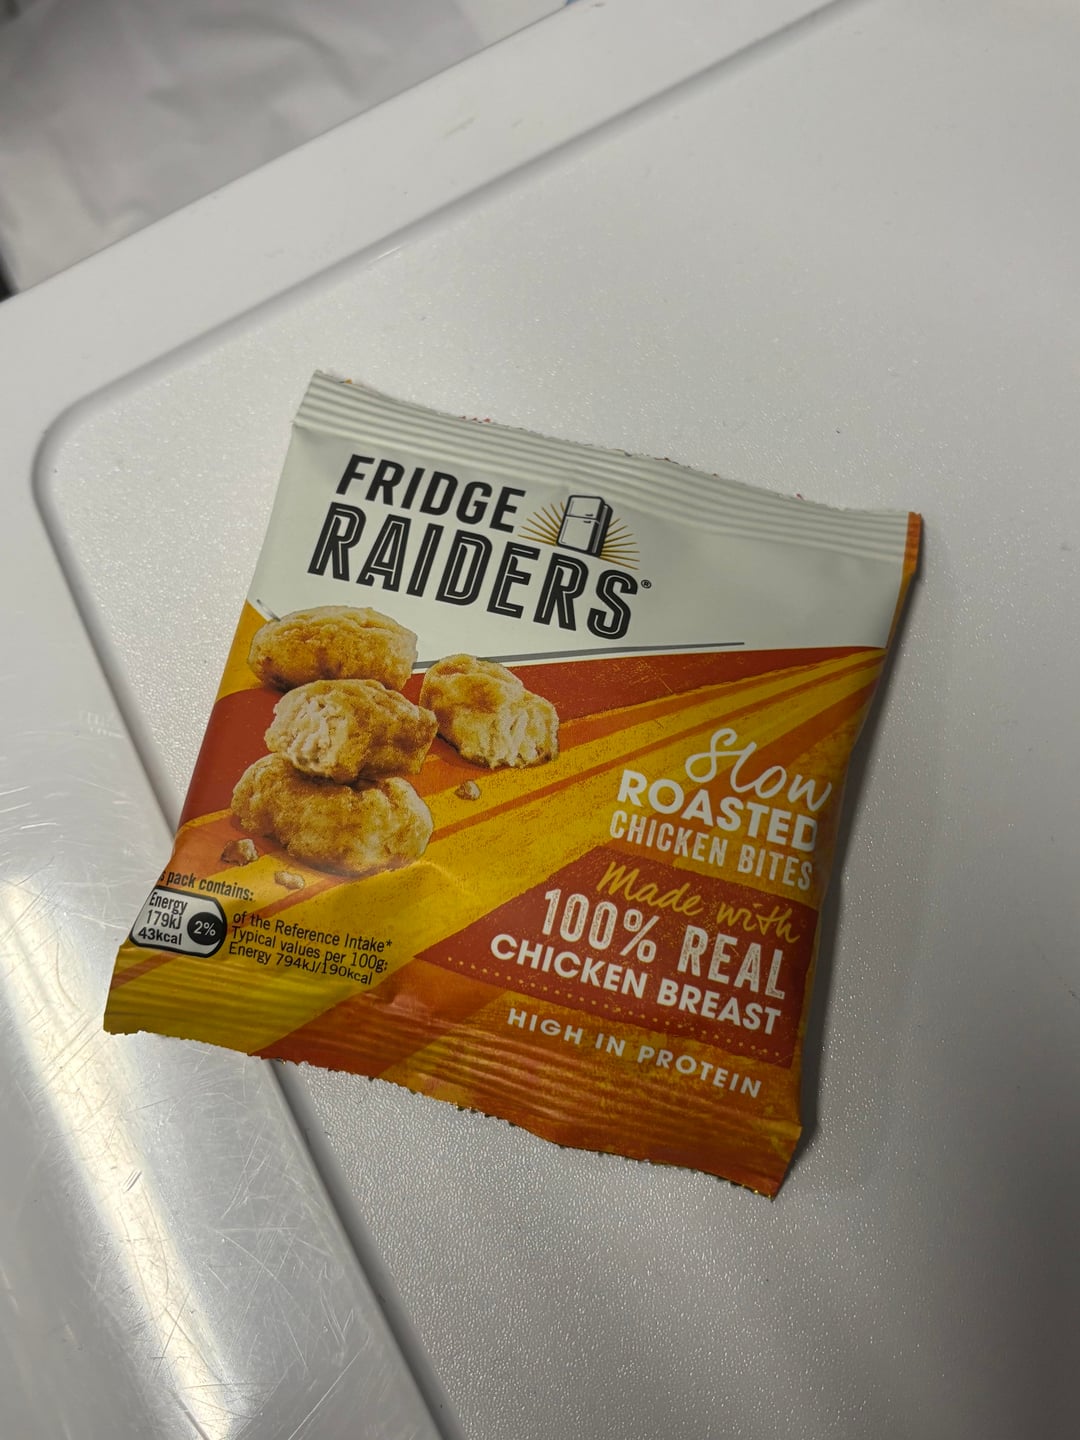 FRIDGE
RAIDERS®
Slow
ROASTED
CHICKEN BITES
Made with
100% REAL
CHICKEN BREAST
HIGH IN PROTEIN
pack contains:
Energy
179kJ
43kcal
2%
of the Reference Intake*
Typical values per 100g:
Energy 794kJ/190kcal